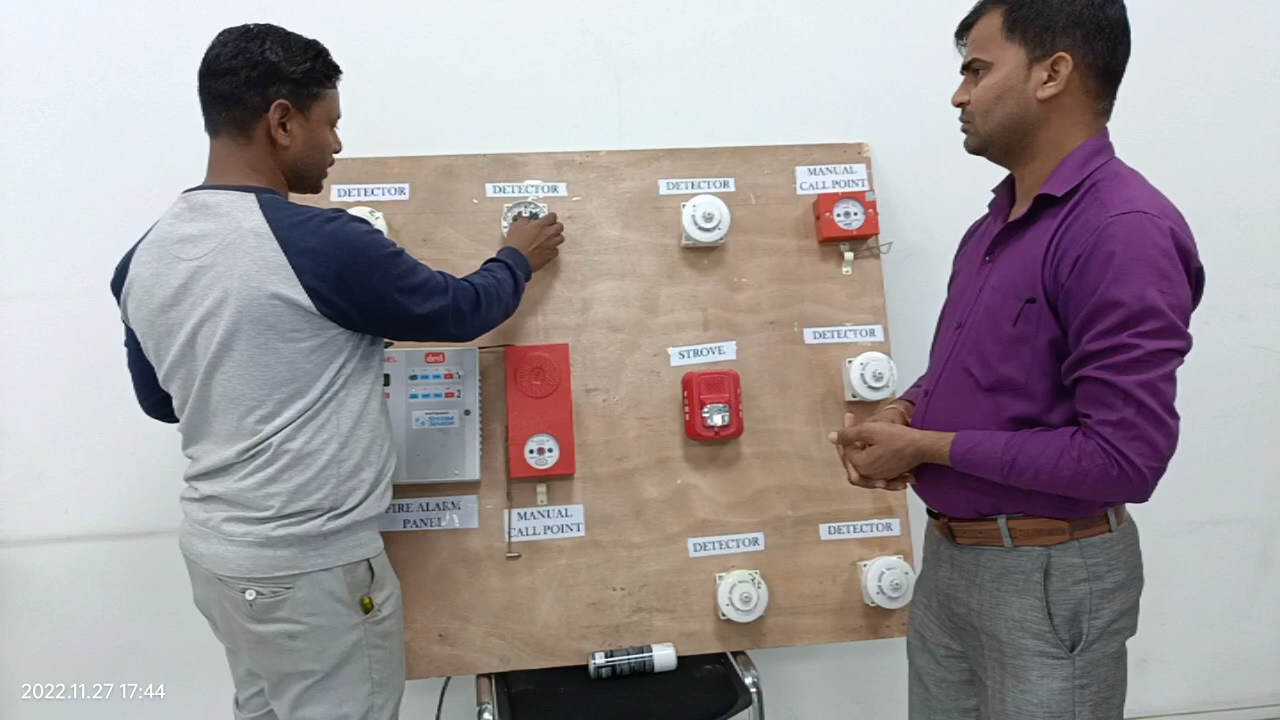 DETECTOR
DETECTOR
DETECTOR
MANUAL
CALL POINT
DETECTOR
STROVE
FIRE ALARM
PANEL
MANUAL
CALL POINT
DETECTOR
DETECTOR
2022.11.27 17:44